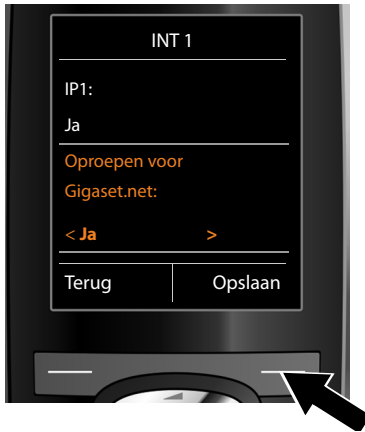 INT 1
IP1:
Ja
Oproepen voor
Gigaset.net:
< Ja >
Terug Opslaan